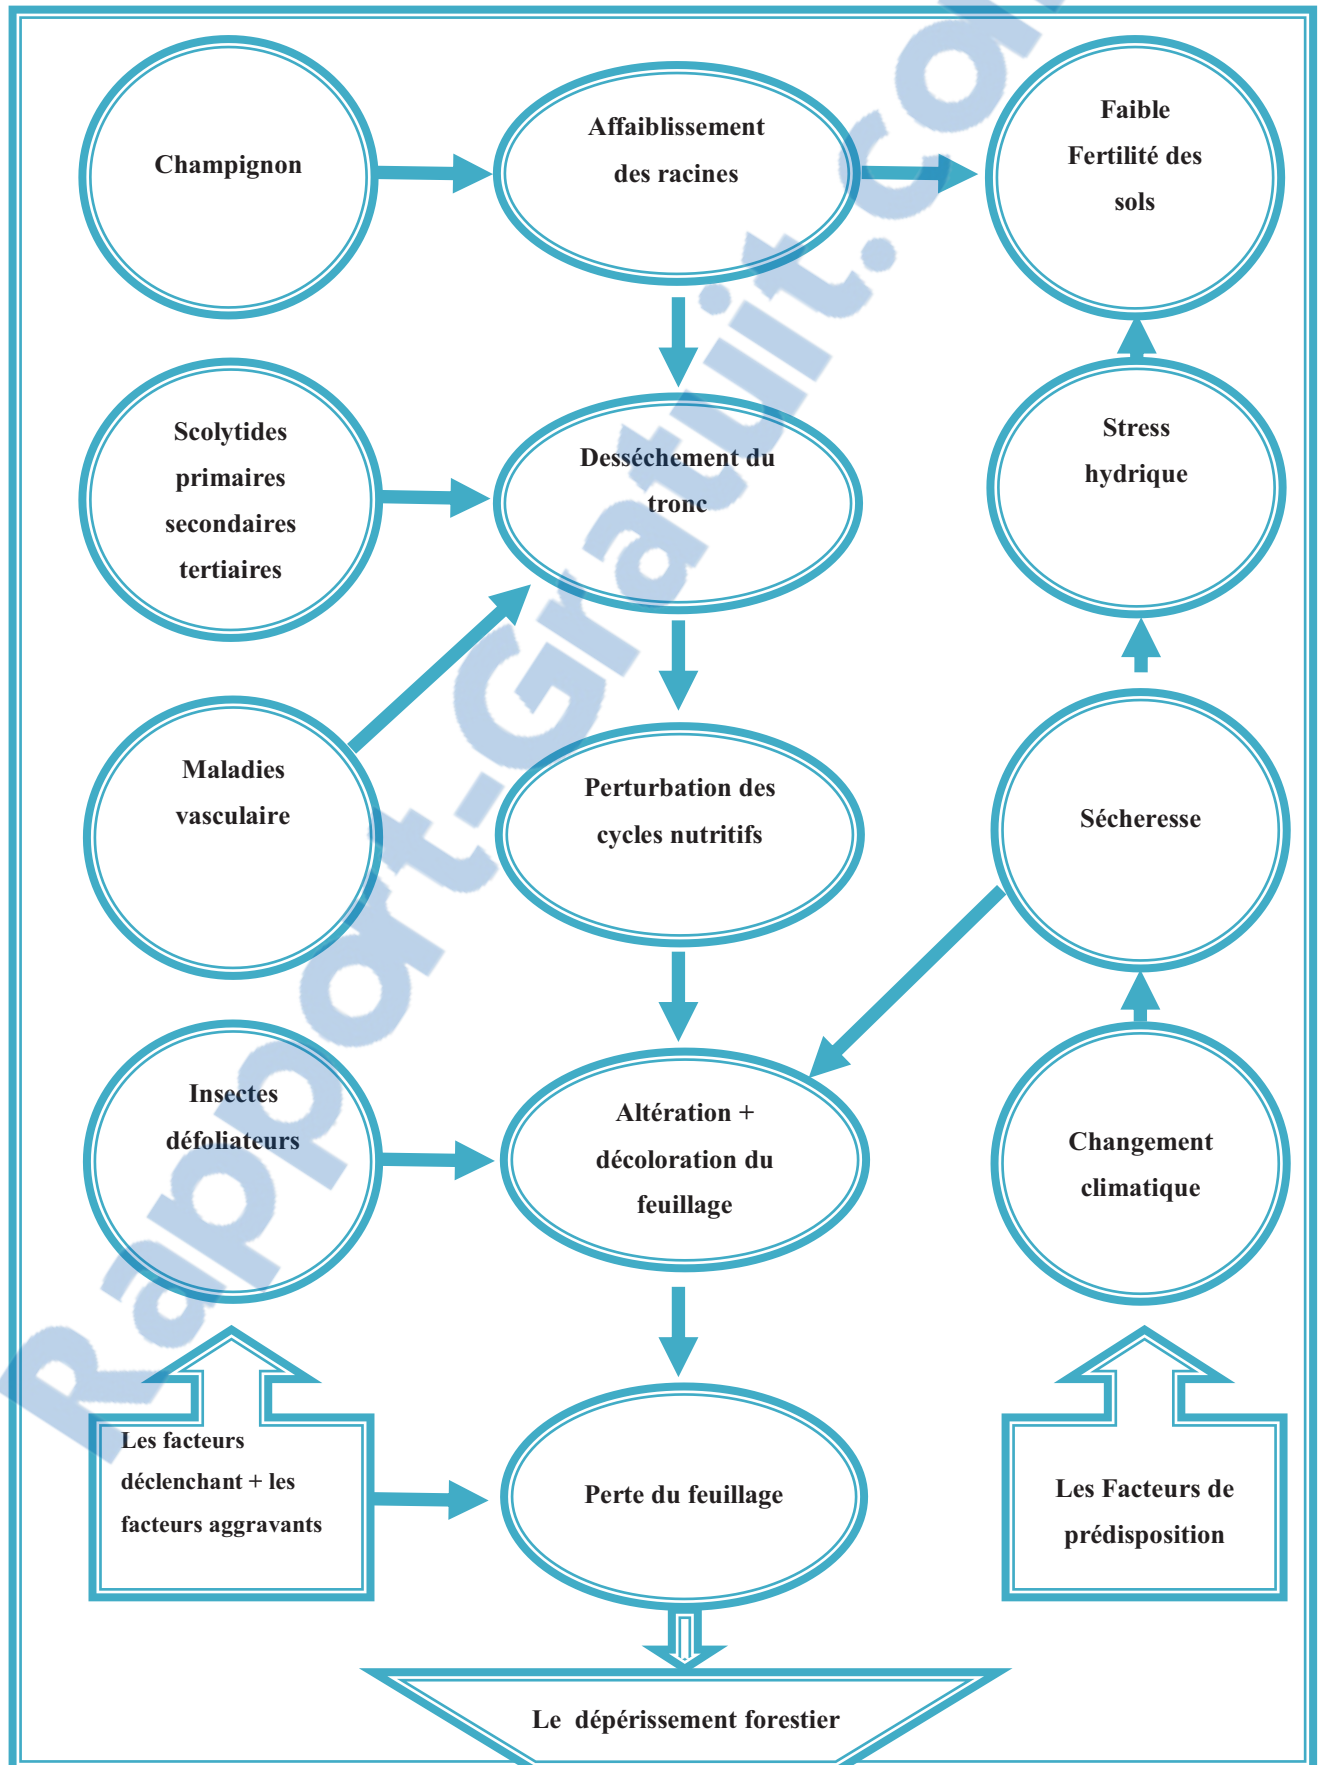 Champignon
Affaiblissement
des racines
Faible
Fertilité des
sols
Scolytides
primaires
secondaires
tertiaires
Desséchement du
tronc
Stress
hydrique
Maladies
vasculaire
Perturbation des
cycles nutritifs
Sécheresse
Insectes
défoliateurs
Altération +
décoloration du
feuillage
Changement
climatique
Les facteurs
déclenchant + les
facteurs aggravants
Perte du feuillage
Les Facteurs de
prédisposition
Le dépérissement forestier
Rapport-Gratuit.com